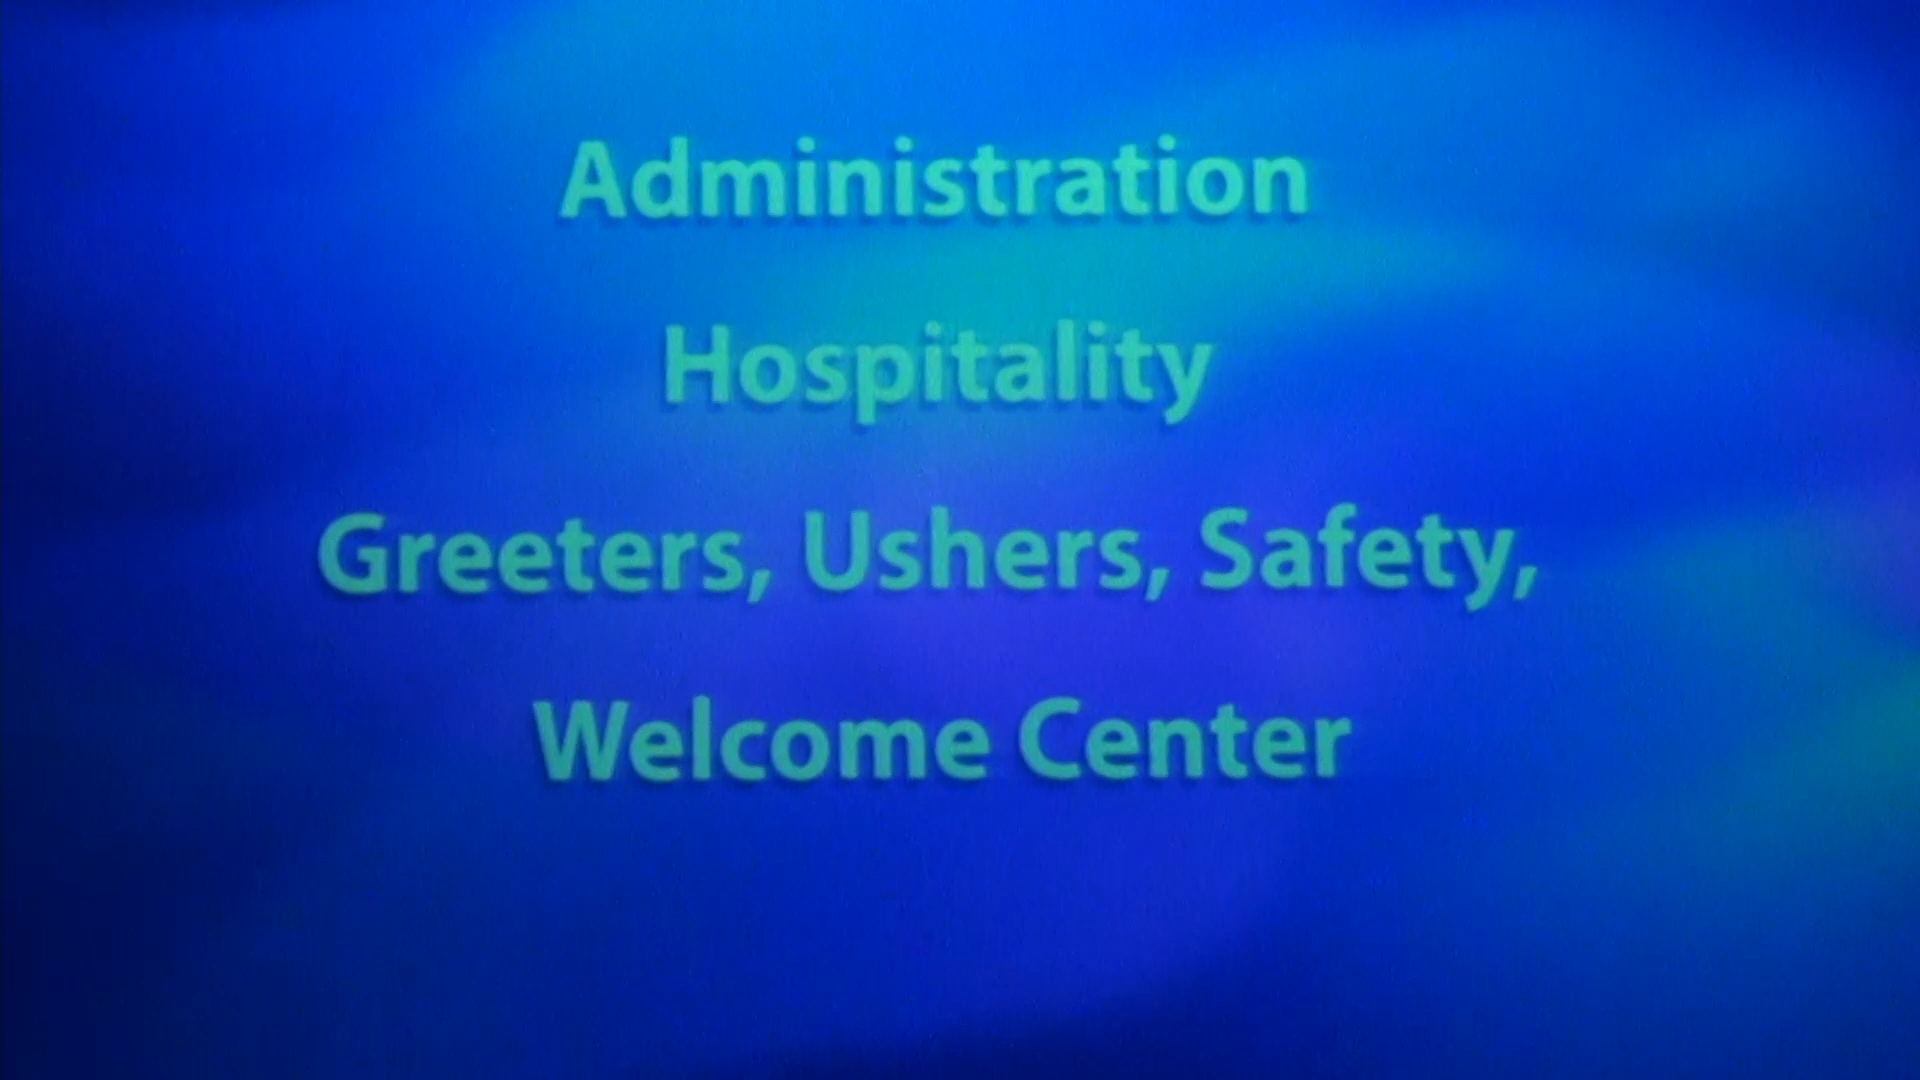 Administration
Hospitality
Greeters, Ushers, Safety,
Welcome Center